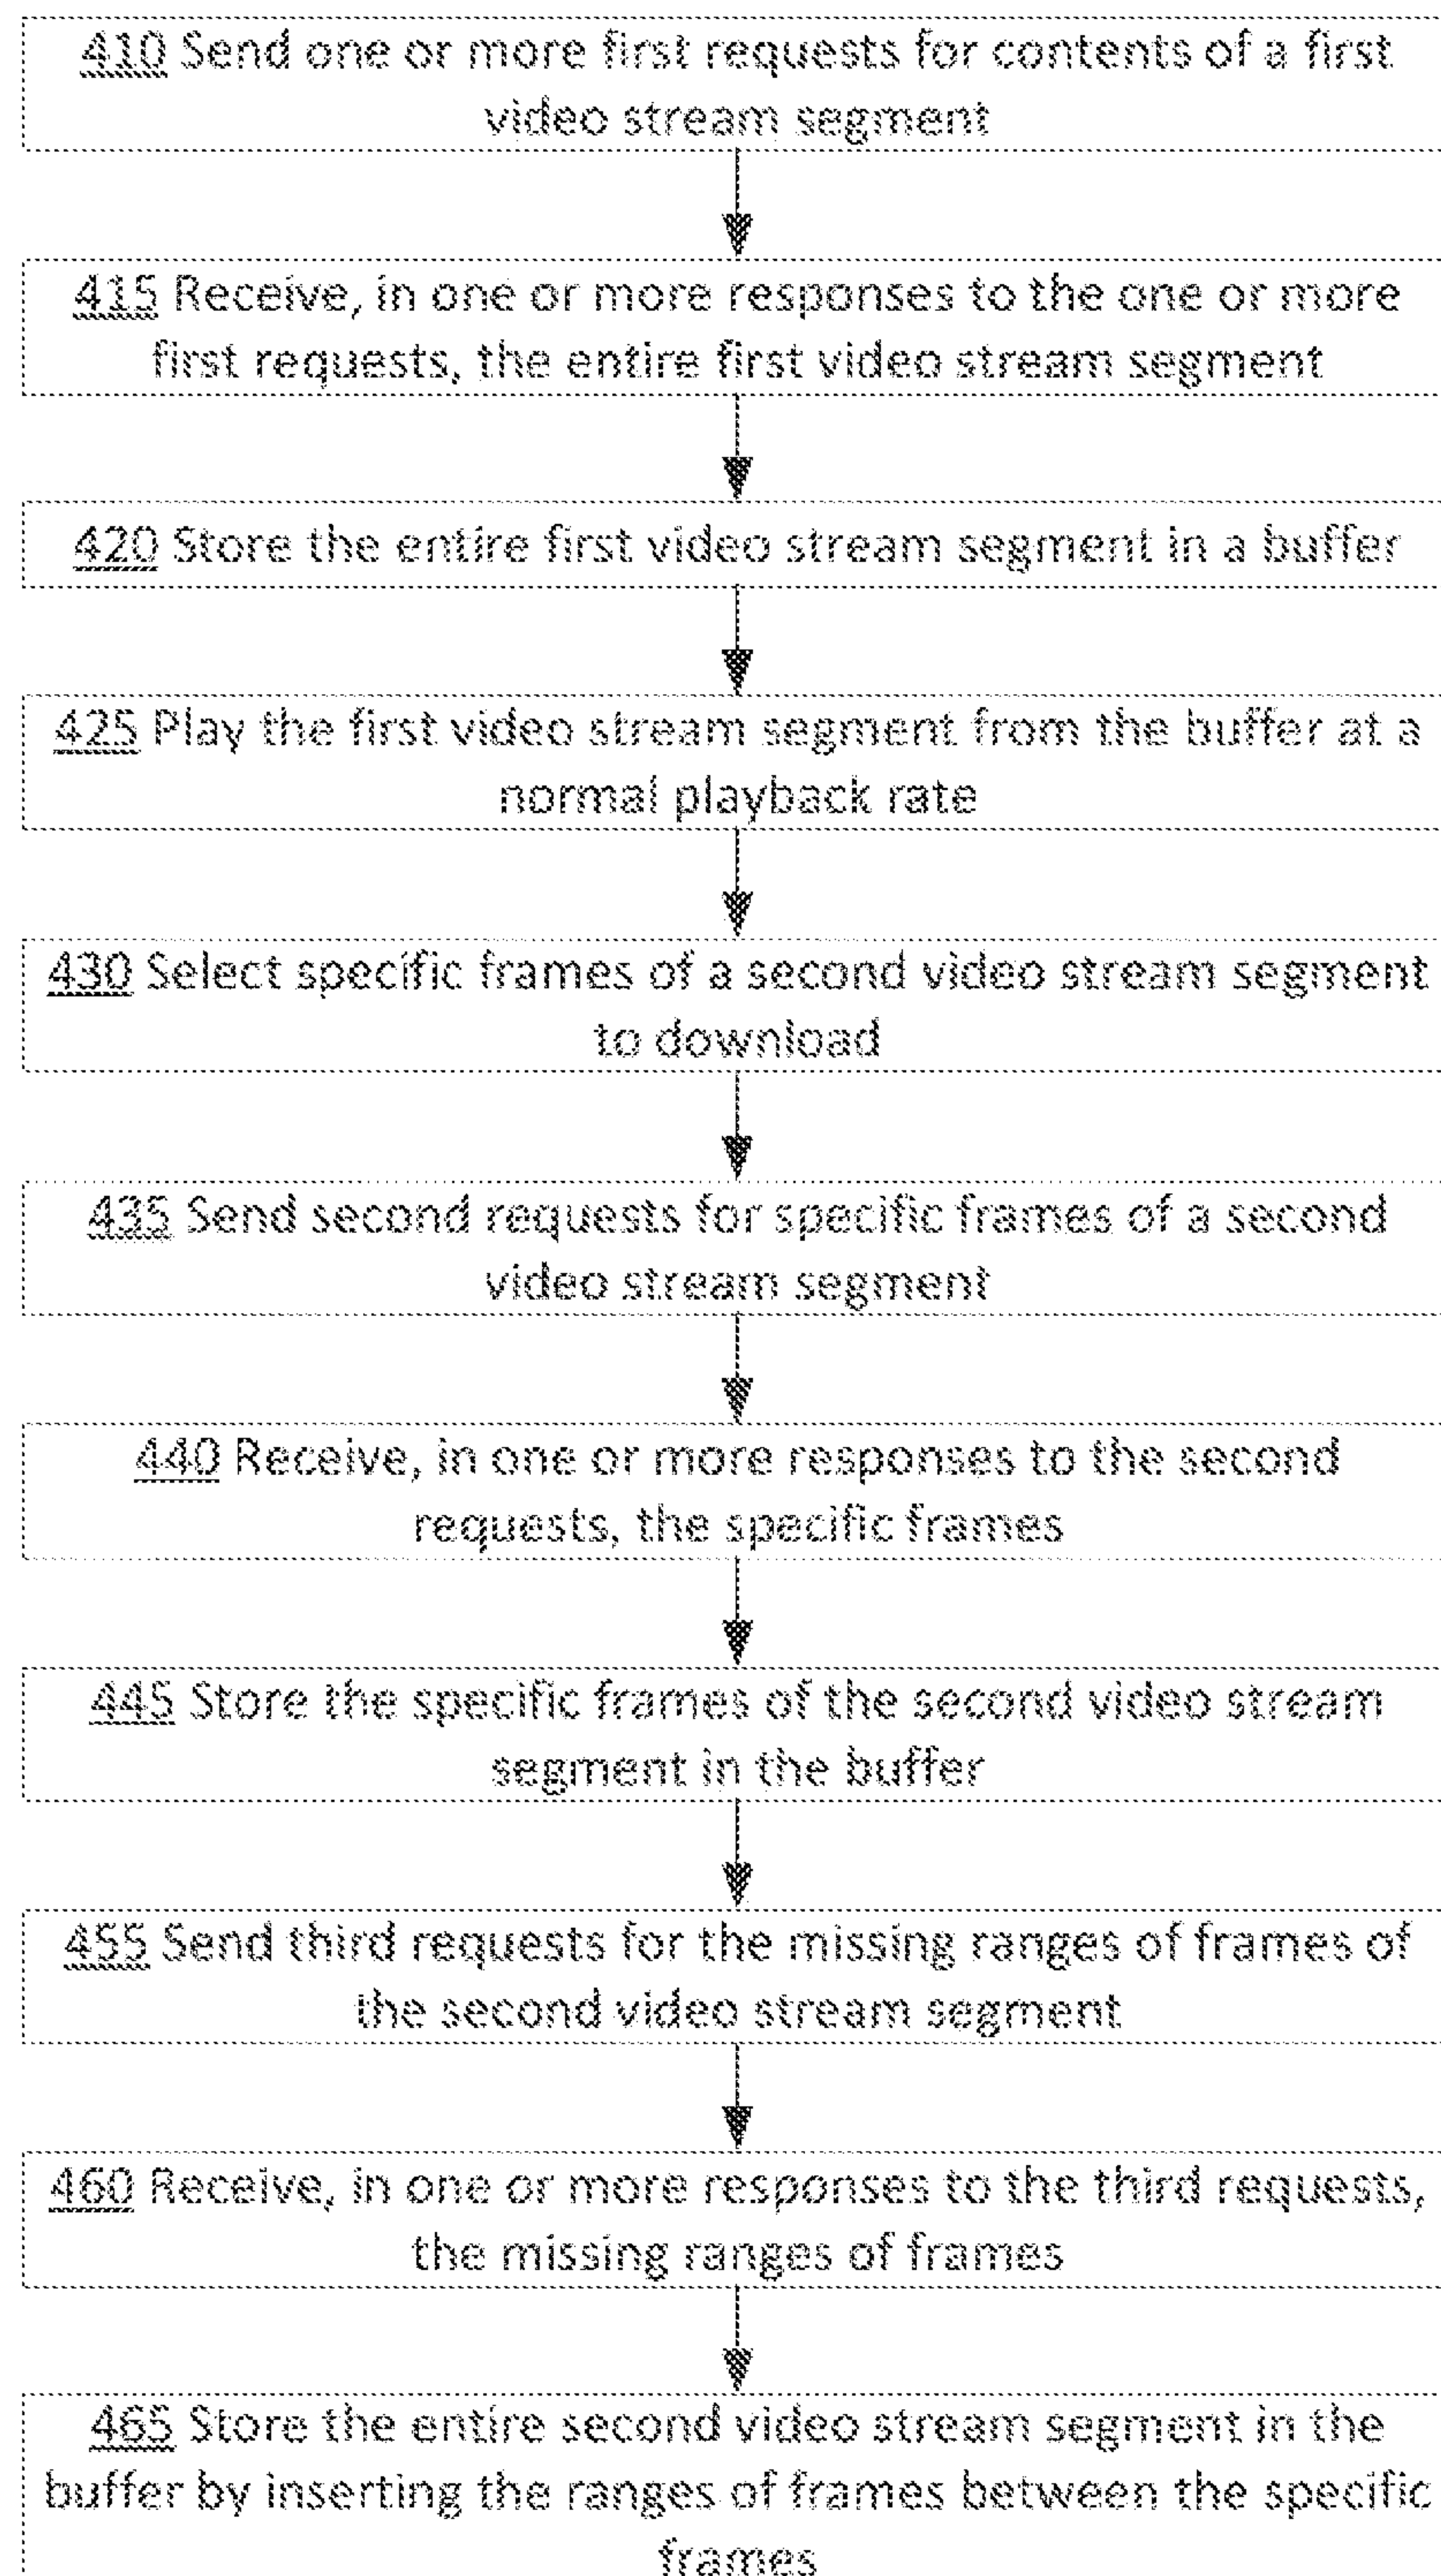 410 Send one or more first requests for contents of a first
video stream segment
415 Receive, in one or more responses to the one or more
first requests, the entire first video stream segment
420 Store the entire first video stream segment in a buffer
425 Play the first video stream segment from the buffer at a
normal playback rate
430 Select specific frames of a second video stream segment
to download
435 Send second requests for specific frames of a second
video stream segment
440 Receive, in one or more responses to the second
requests, the specific frames
445 Store the specific frames of the second video stream
segment in the buffer
455 Send third requests for the missing ranges of frames of
the second video stream segment
460 Receive, in one or more responses to the third requests,
the missing ranges of frames
465 Store the entire second video stream segment in the
buffer by inserting the ranges of frames between the specific
frames